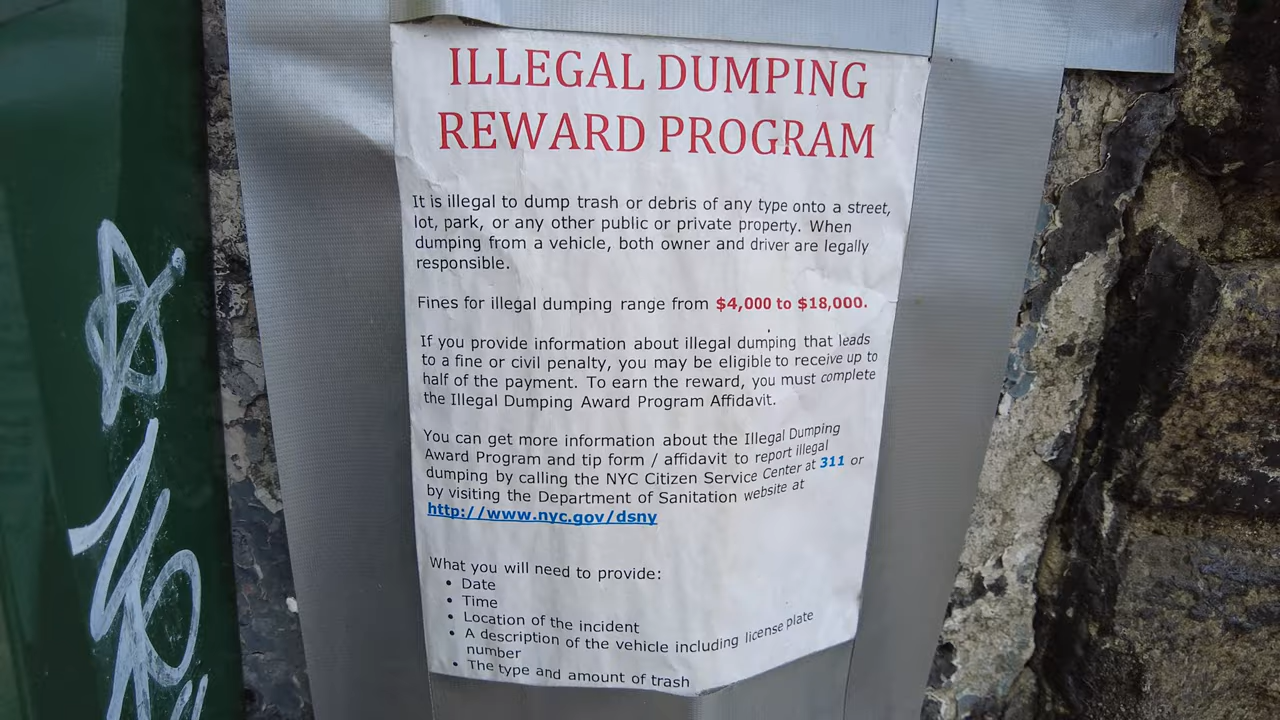 ILLEGAL DUMPING
REWARD PROGRAM
It is illegal to dump trash or debris of any type onto a street,
lot, park, or any other public or private property. When
dumping from a vehicle, both owner and driver are legally
responsible.
Fines for illegal dumping range from $4,000 to $18,000.
If you provide information about illegal dumping that leads
to a fine or civil penalty, you may be eligible to receive up to
half of the payment. To earn the reward, you must complete
the Illegal Dumping Award Program Affidavit.
You can get more information about the Illegal Dumping
Award Program and tip form / affidavit to report illegal
dumping by calling the NYC Citizen Service Center at 311 or
by visiting the Department of Sanitation website at
http://www.nyc.gov/dsny
What you will need to provide:
• Date
• Time
• Location of the incident
• A description of the vehicle including license plate
number
• The type and amount of trash